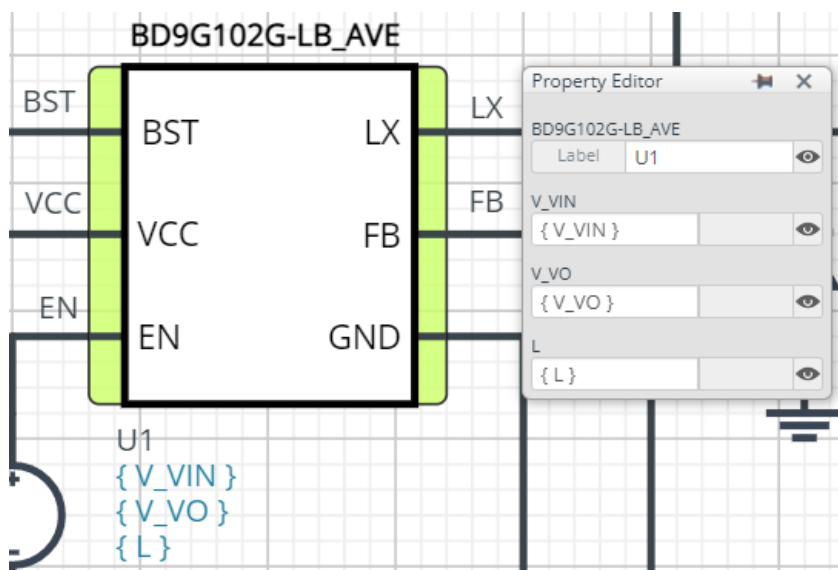 BD9G102G-LB_AVE
BST
VCC
EN
BST
VCC
EN
LX
FB
GND
LX
FB
U1
{ V_VIN }
{ V_VO }
{ L }
Property Editor
BD9G102G-LB_AVE
Label U1
V_VIN
{ V_VIN }
V_VO
{ V_VO }
L
{ L }